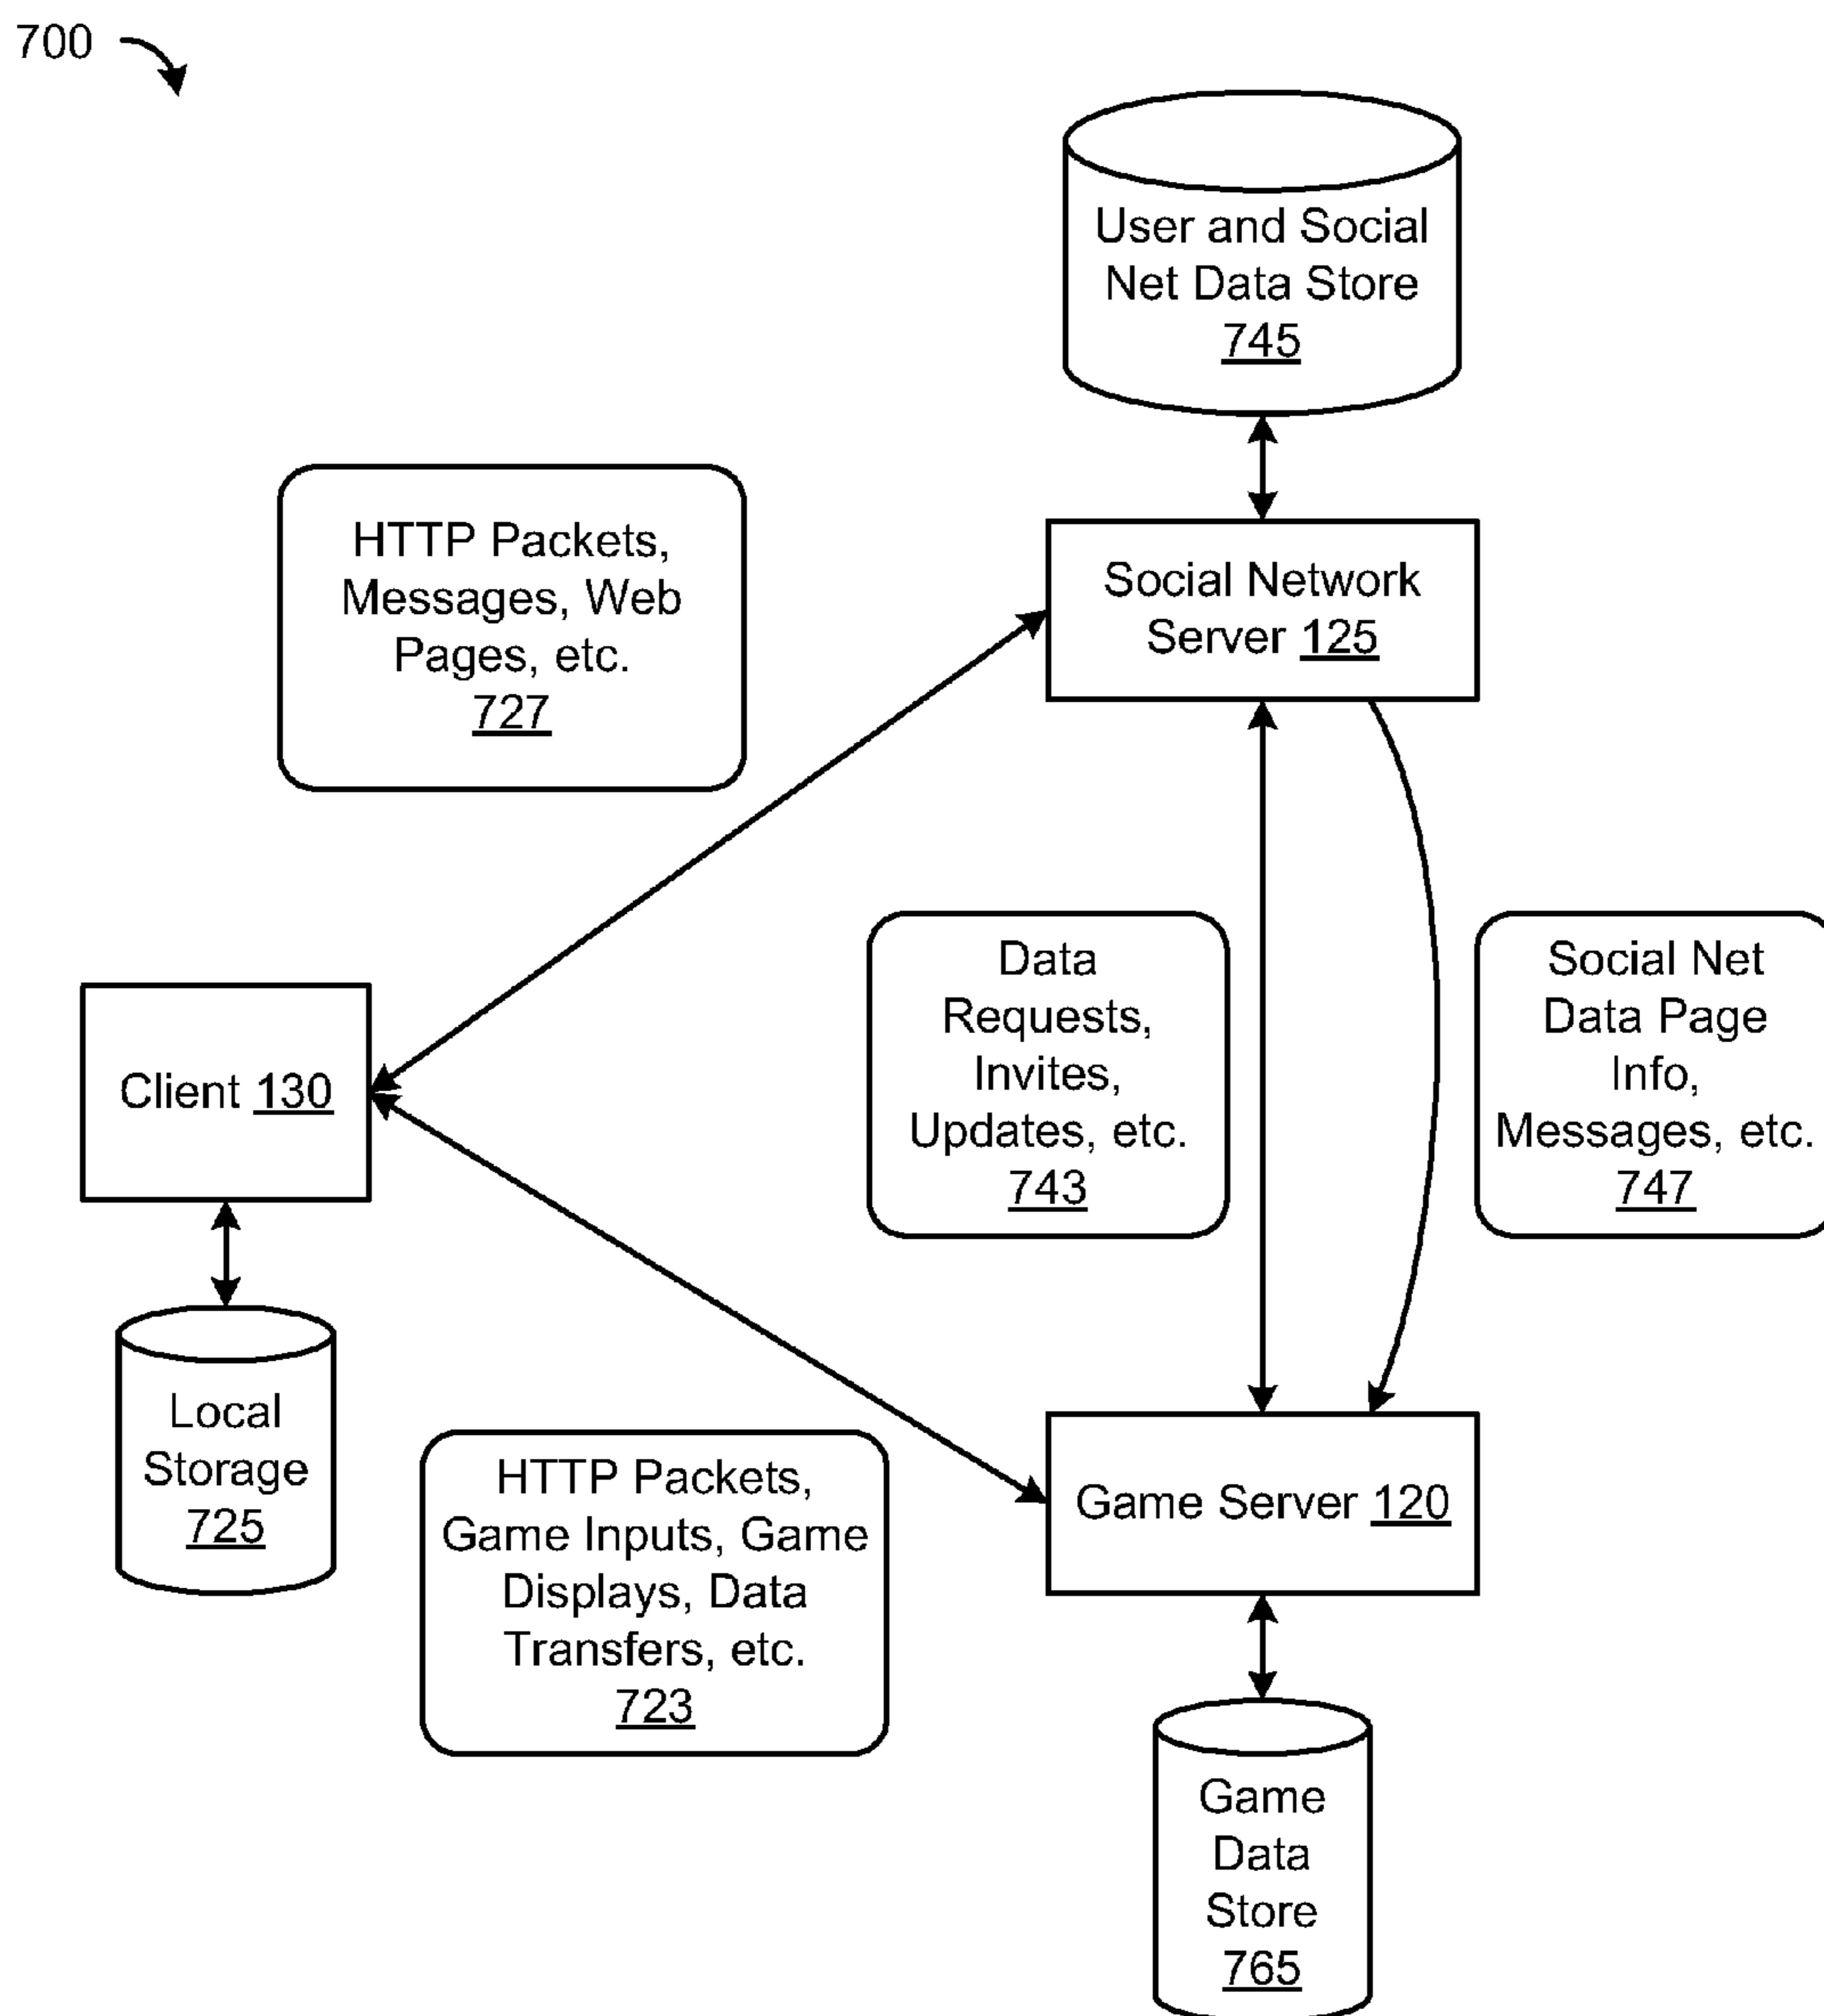 700
User and Social
Net Data Store
745
HTTP Packets,
Messages, Web
Pages, etc.
727
Social Network
Server 125
Data
Requests,
Invites,
Updates, etc.
743
Social Net
Data Page
Info,
Messages, etc.
747
Client 130
Local
Storage
725
HTTP Packets,
Game Inputs, Game
Displays, Data
Transfers, etc.
723
Game Server 120
Game
Data
Store
765